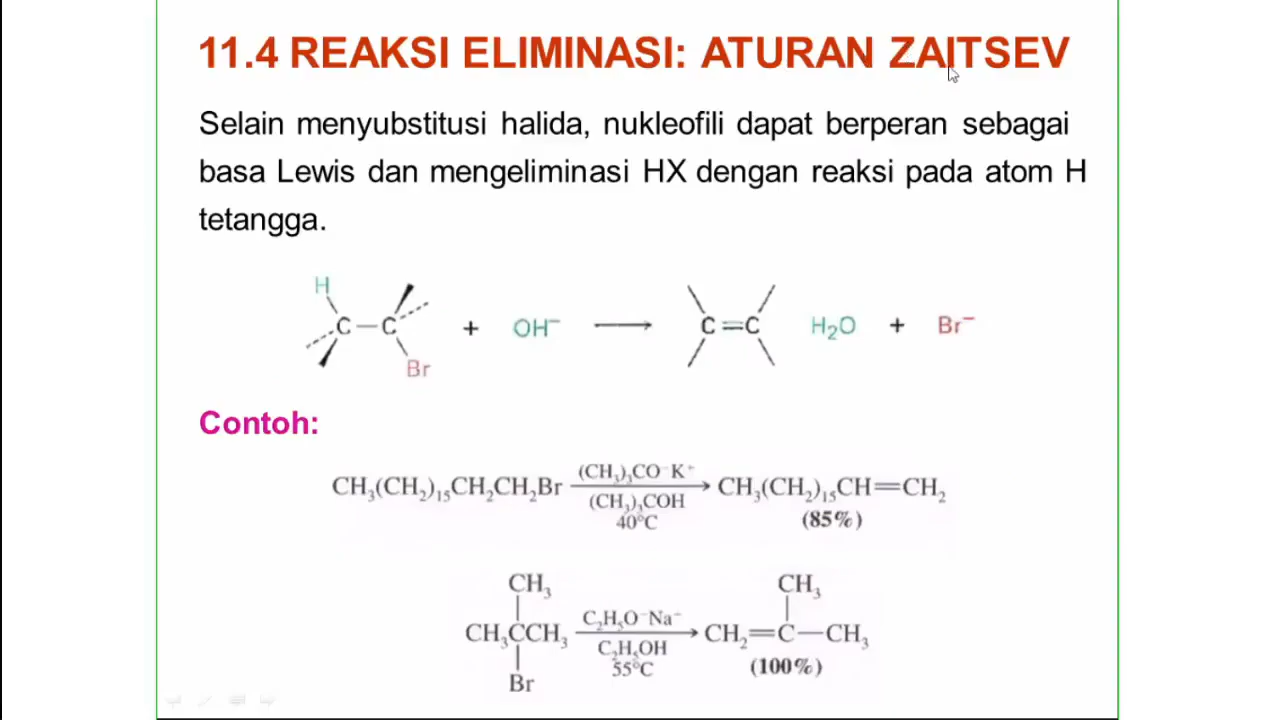 11.4 REAKSI ELIMINASI: ATURAN ZAITSEV
Selain menyubstitusi halida, nukleofili dapat berperan sebagai
basa Lewis dan mengeliminasi HX dengan reaksi pada atom H
tetangga.
H
C – C + OH⁻ → C=C H₂O + Br⁻
Br
Contoh:
(CH₃)₃CO⁻K⁺
CH₃(CH₂)₁₅CH₂CH₂Br → CH₃(CH₂)₁₅CH=CH₂
(CH₃)₃COH
40°C (85%)
CH₃ CH₃
C₂H₅O⁻Na⁻
CH₃CCH₃ → CH₂=C–CH₃
C₂H₅OH
55°C (100%)
Br